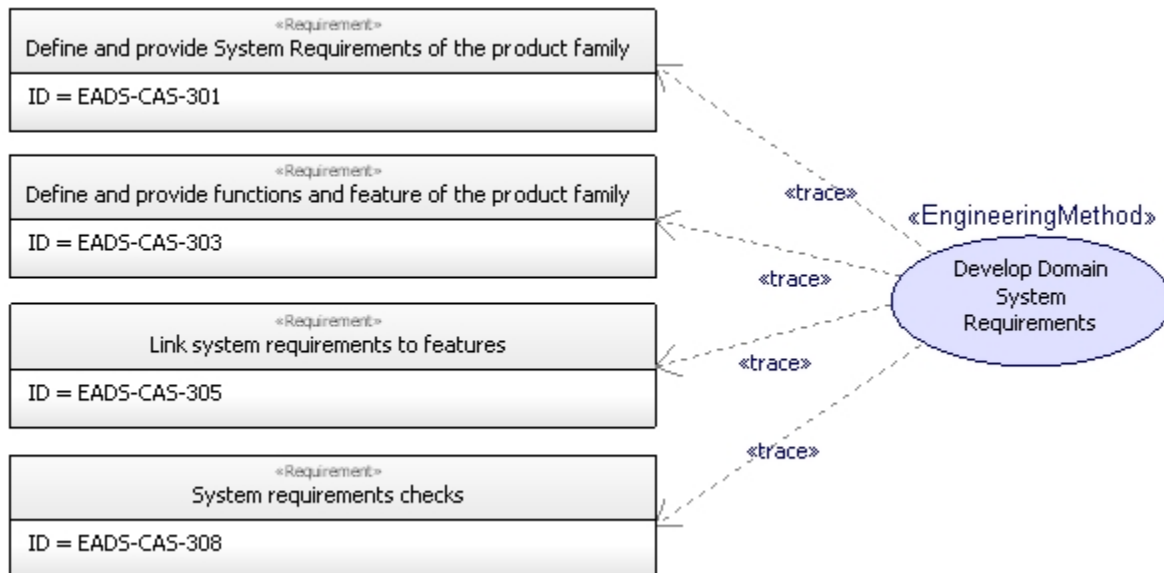 «Requirement»
Define and provide System Requirements of the product family
ID = EADS-CAS-301
«Requirement»
Define and provide functions and feature of the product family
ID = EADS-CAS-303
«Requirement»
Link system requirements to features
ID = EADS-CAS-305
«Requirement»
System requirements checks
ID = EADS-CAS-308
«trace»
«trace»
«trace»
«trace»
«EngineeringMethod»
Develop Domain
System
Requirements